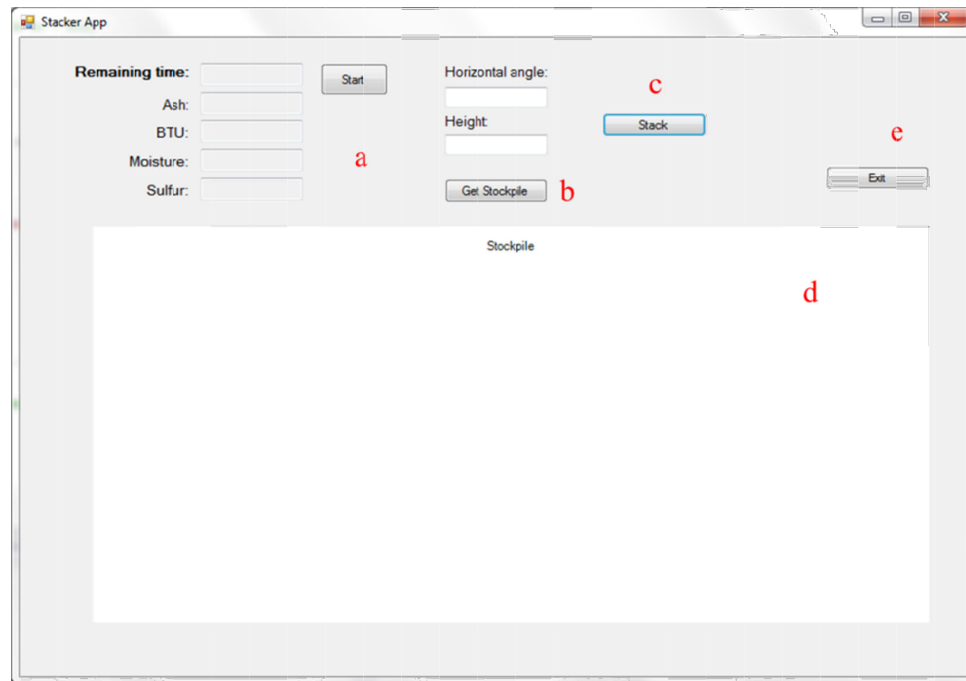 Stacker App
Remaining time:
Start
Ash:
BTU:
Moisture:
Sulfur:
a
Horizontal angle:
Height:
Get Stockpile
b
c
Stack
e
Exit
Stockpile
d